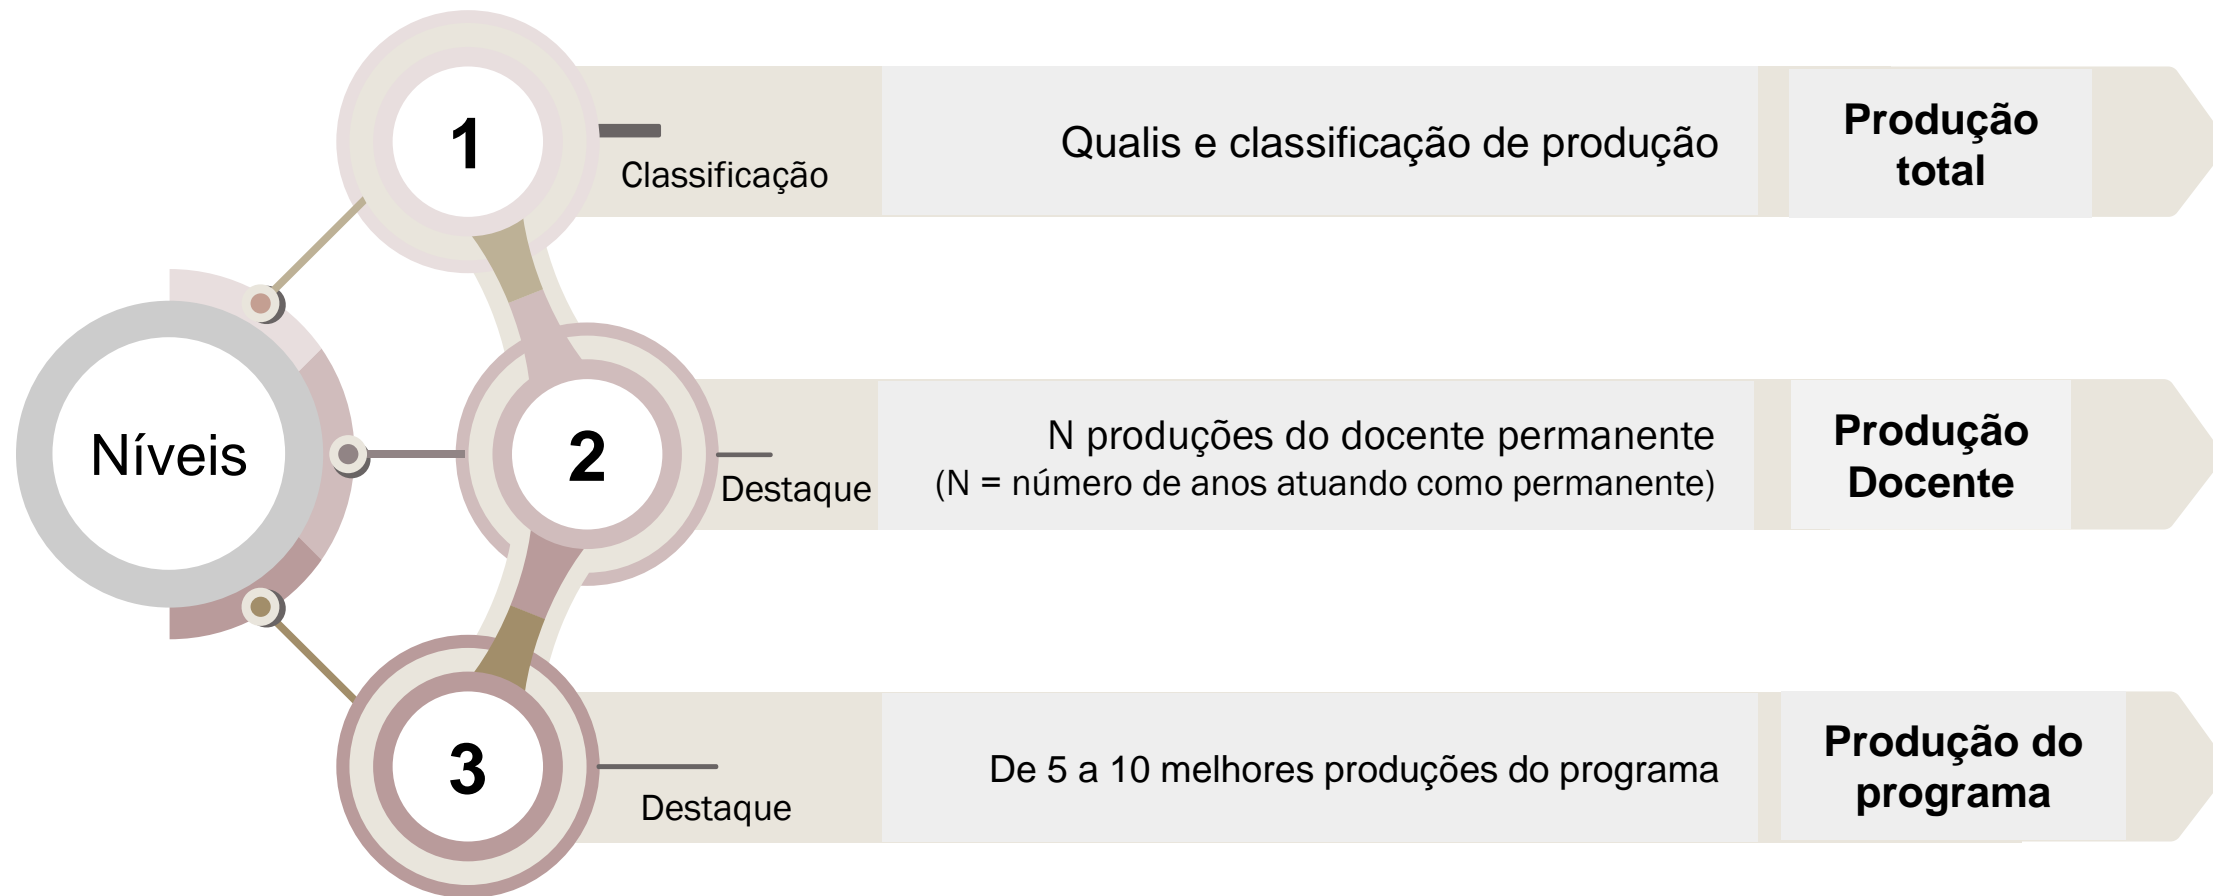 Níveis
1
Classificação
Qualis e classificação de produção
Produção
total
2
Destaque
N produções do docente permanente
(N = número de anos atuando como permanente)
Produção
Docente
3
Destaque
De 5 a 10 melhores produções do programa
Produção do
programa